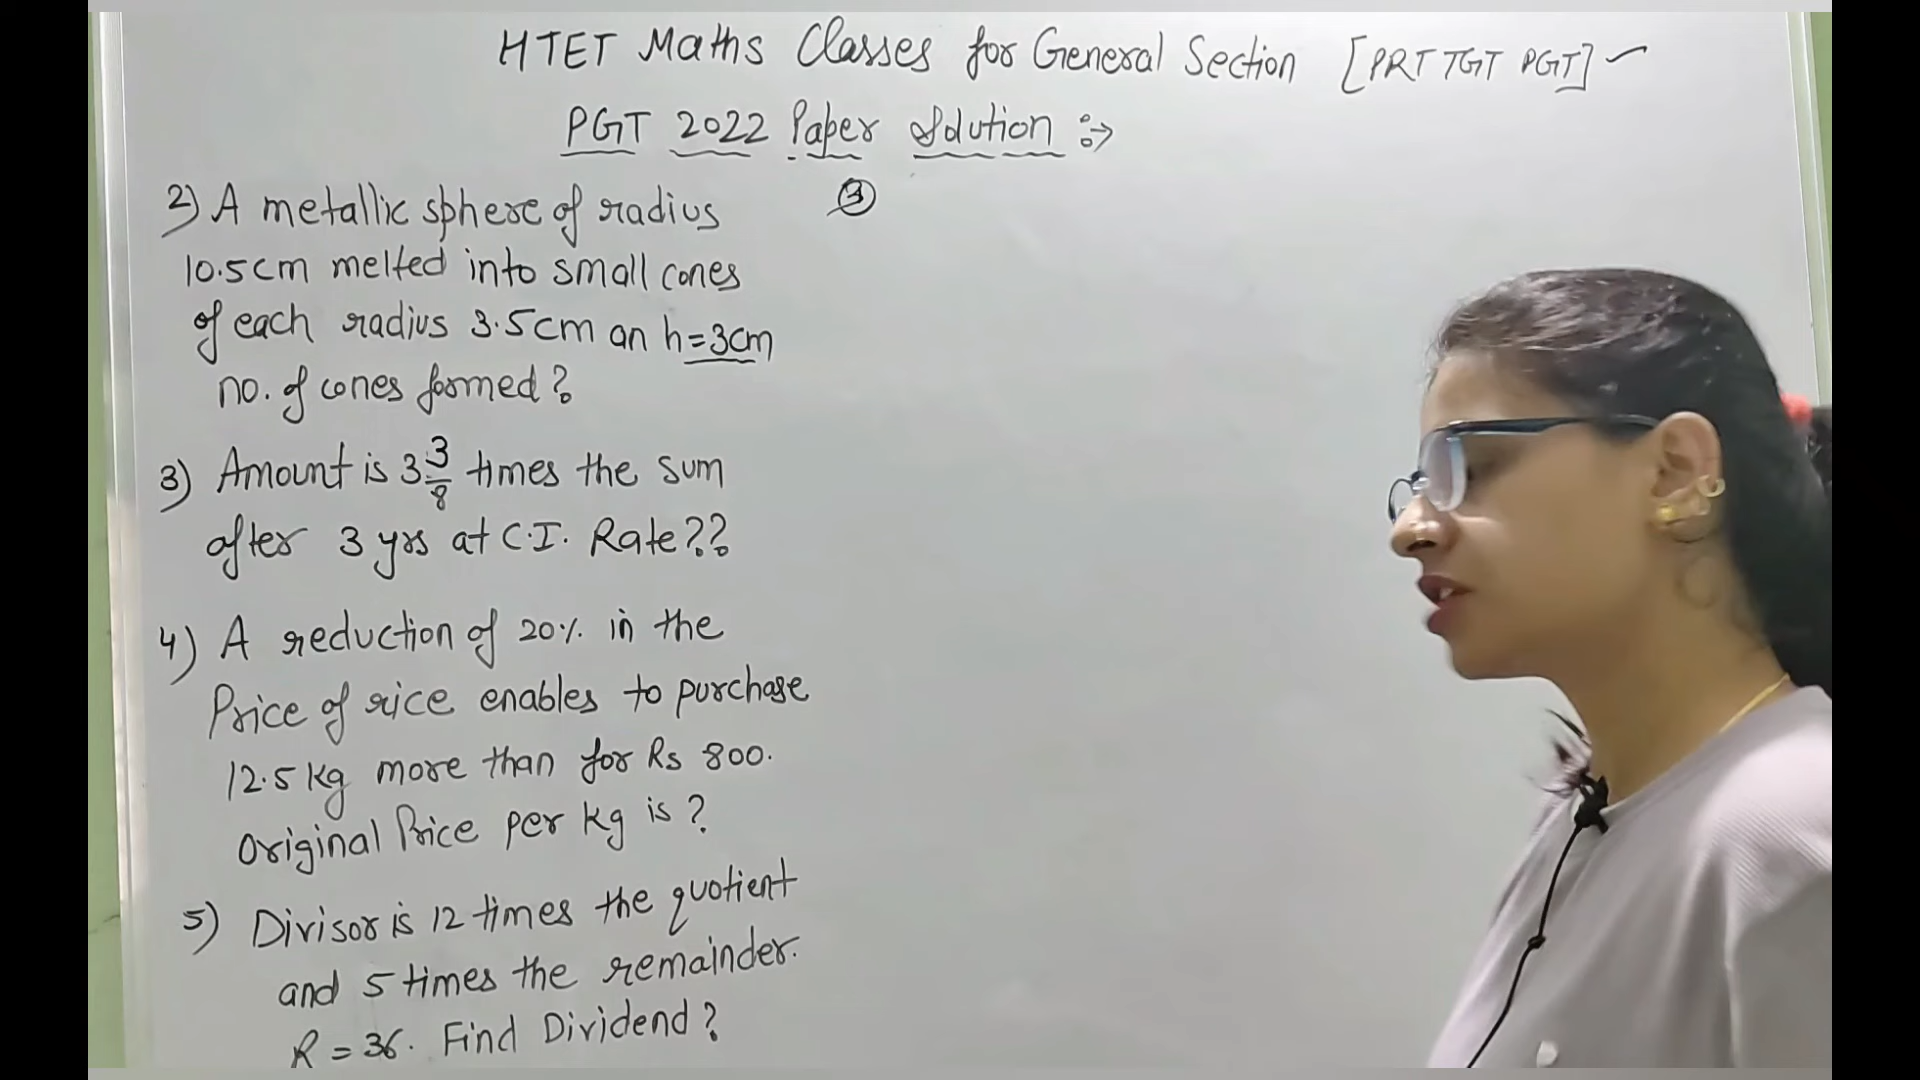 HTET Maths Classes for General Section [PRT TGT PGT]
PGT 2022 Paper Solution :→
2) A metallic sphere of radius
10.5cm melted into small cones
of each radius 3.5cm an h=3cm
no. of cones formed?
③
3) Amount is 3 3/8 times the sum
after 3 yrs at C.I. Rate??
4) A reduction of 20% in the
Price of rice enables to purchase
12.5 kg more than for Rs 800.
Original Price per kg is?
5) Divisor is 12 times the quotient
and 5 times the remainder.
R = 36. Find Dividend?